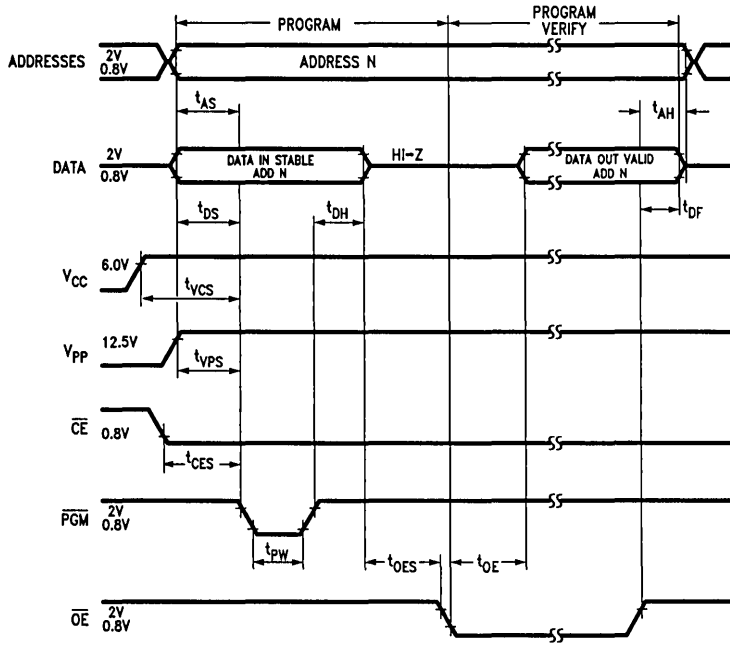 PROGRAM
PROGRAM
VERIFY
ADDRESSES
2V
0.8V
ADDRESS N
tAS
tAH
DATA
2V
0.8V
DATA IN STABLE
ADD N
HI-Z
DATA OUT VALID
ADD N
tDS
tDH
tDF
VCC
6.0V
tVCS
VPP
12.5V
tVPS
CE
0.8V
tCES
PGM
2V
0.8V
tPW
tOES
tOE
OE
2V
0.8V